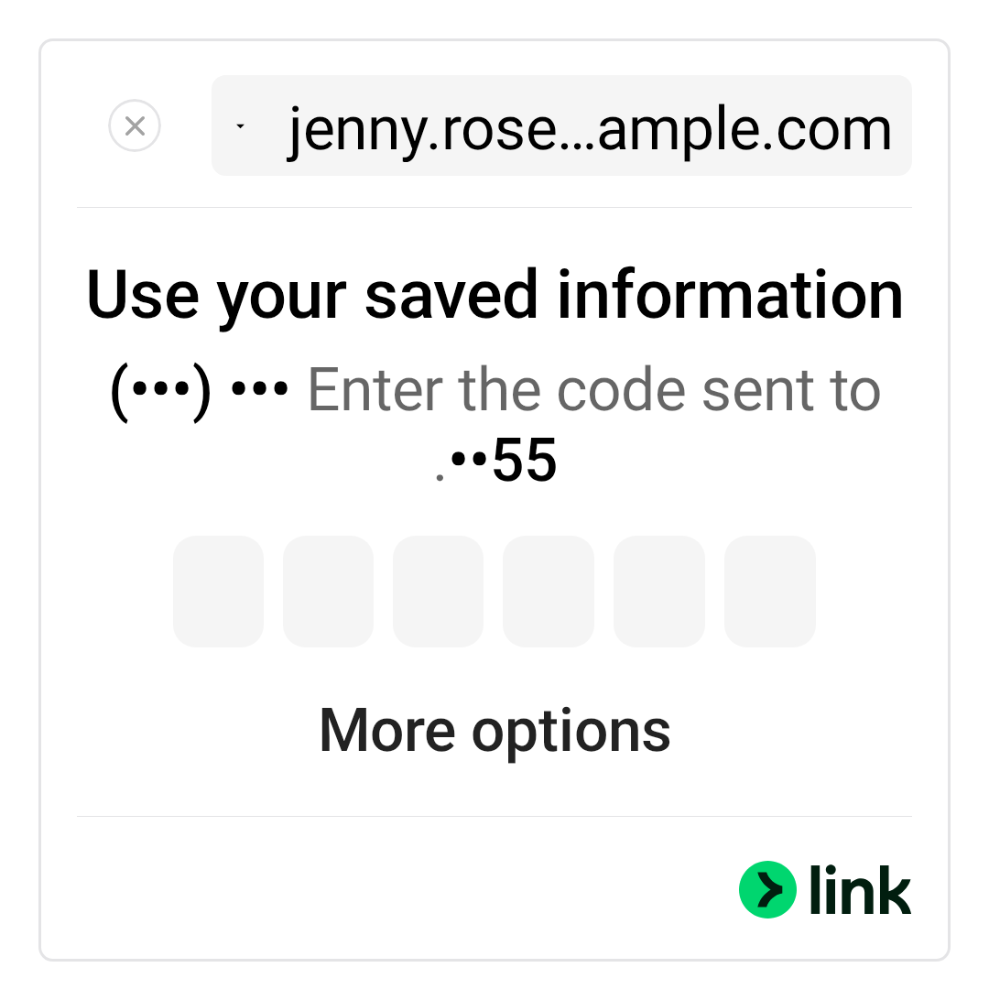 jenny.rose...ample.com
Use your saved information
(•••) ••• Enter the code sent to
.••55
More options
link